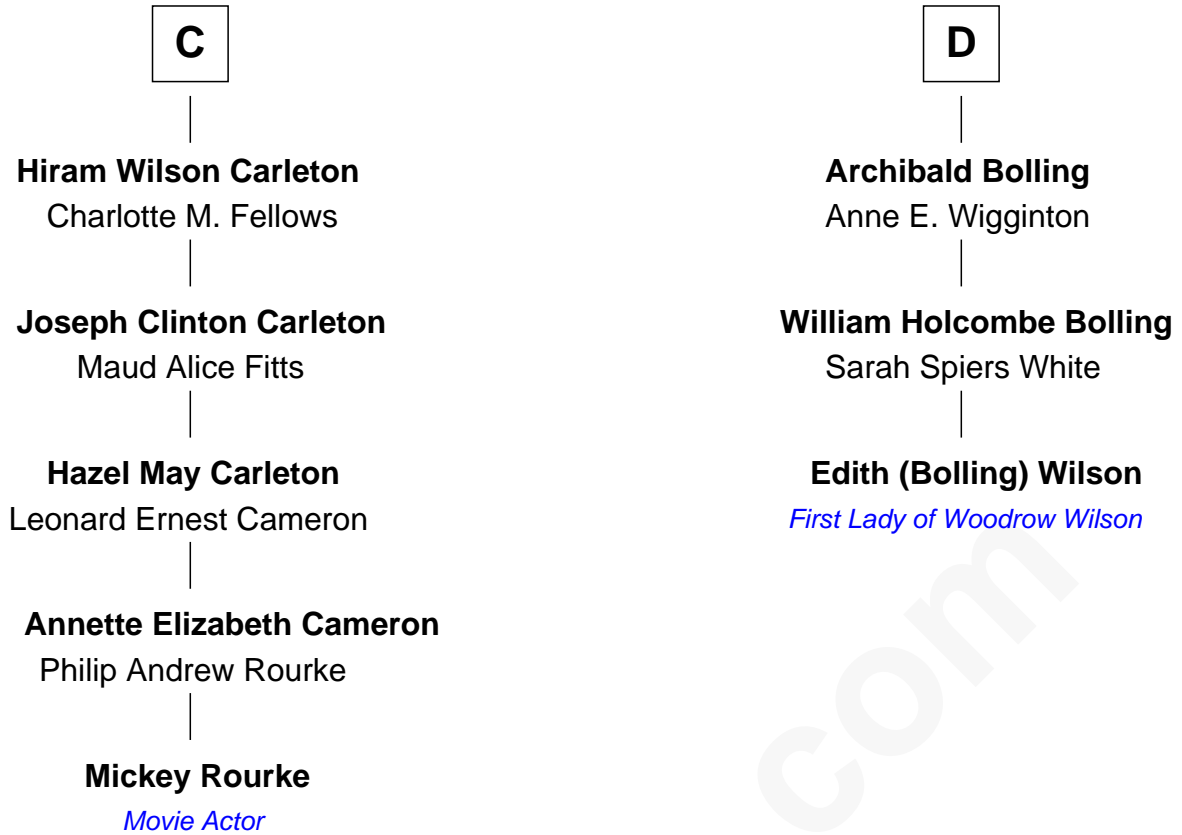 C
Hiram Wilson Carleton
Charlotte M. Fellows
Joseph Clinton Carleton
Maud Alice Fitts
Hazel May Carleton
Leonard Ernest Cameron
Annette Elizabeth Cameron
Philip Andrew Rourke
Mickey Rourke
Movie Actor
D
Archibald Bolling
Anne E. Wigginton
William Holcombe Bolling
Sarah Spiers White
Edith (Bolling) Wilson
First Lady of Woodrow Wilson
com